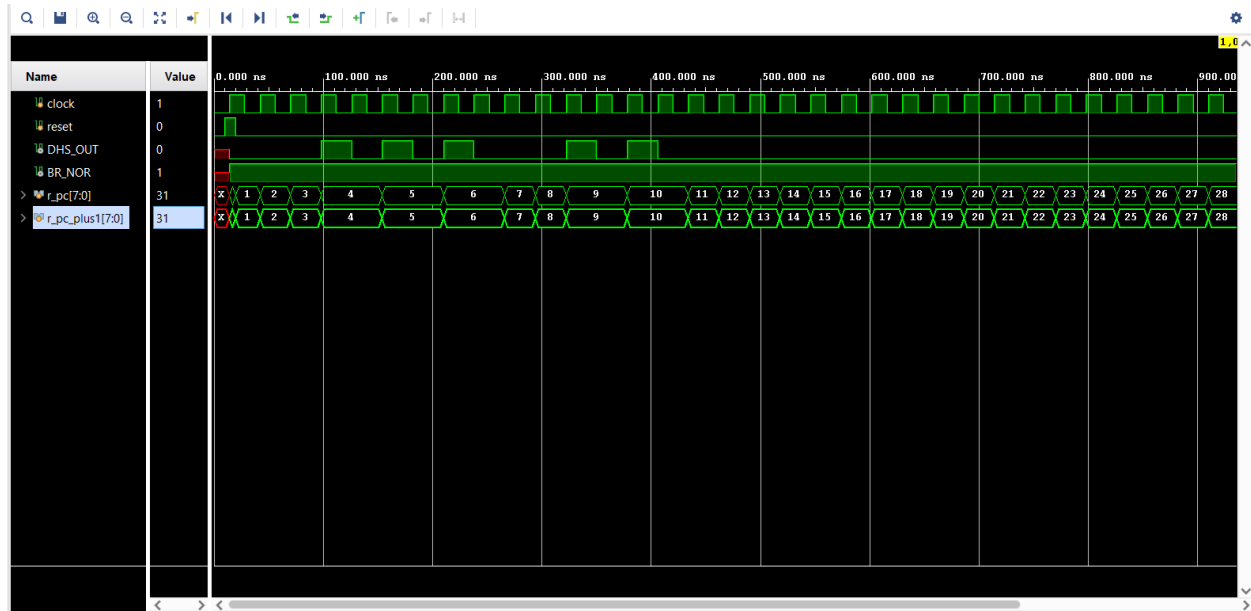 1,0
Name Value
0.000 ns 100.000 ns 200.000 ns 300.000 ns 400.000 ns 500.000 ns 600.000 ns 700.000 ns 800.000 ns 900.00
clock 1
reset 0
DHS_OUT 0
BR_NOR 1
r_pc[7:0] 31 X 1 2 3 4 5 6 7 8 9 10 11 12 13 14 15 16 17 18 19 20 21 22 23 24 25 26 27 28
r_pc_plus1[7:0] 31 X 1 2 3 4 5 6 7 8 9 10 11 12 13 14 15 16 17 18 19 20 21 22 23 24 25 26 27 28